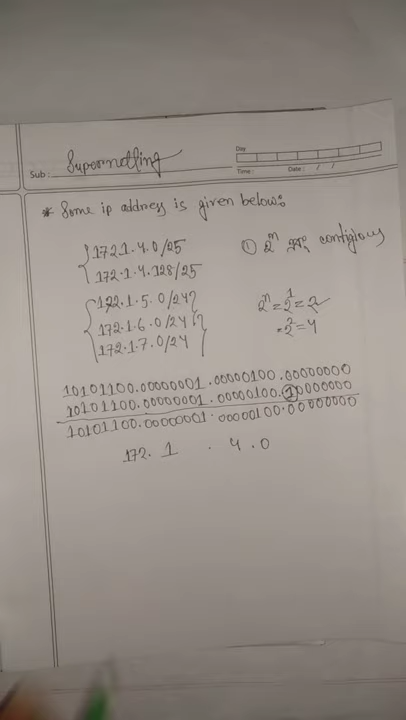 Day
Sub: Supernetting
Time: Date: / /
* Some ip address is given below:
172.1.4.0/25
① 2ⁿ contigious
172.1.4.128/25
172.1.5.0/24
2ⁿ = 2¹ = 2
172.1.6.0/24
= 2² = 4
172.1.7.0/24
10101100.00000001.00000100.00000000
10101100.00000001.00000100.10000000
10101100.00000001.00000100.00000000
172. 1 . 4 . 0